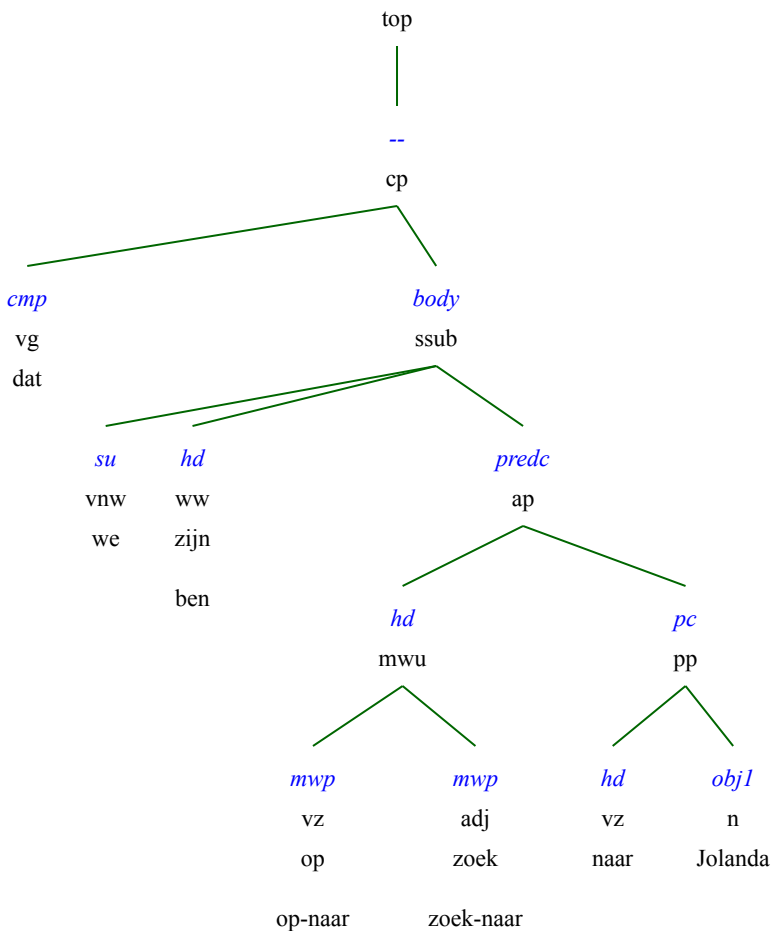 top
--
cp
cmp body
vg ssub
dat
su hd predc
vnw ww ap
we zijn
ben
hd pc
mwu pp
mwp mwp hd obj1
vz adj vz n
op zoek naar Jolanda
op-naar zoek-naar